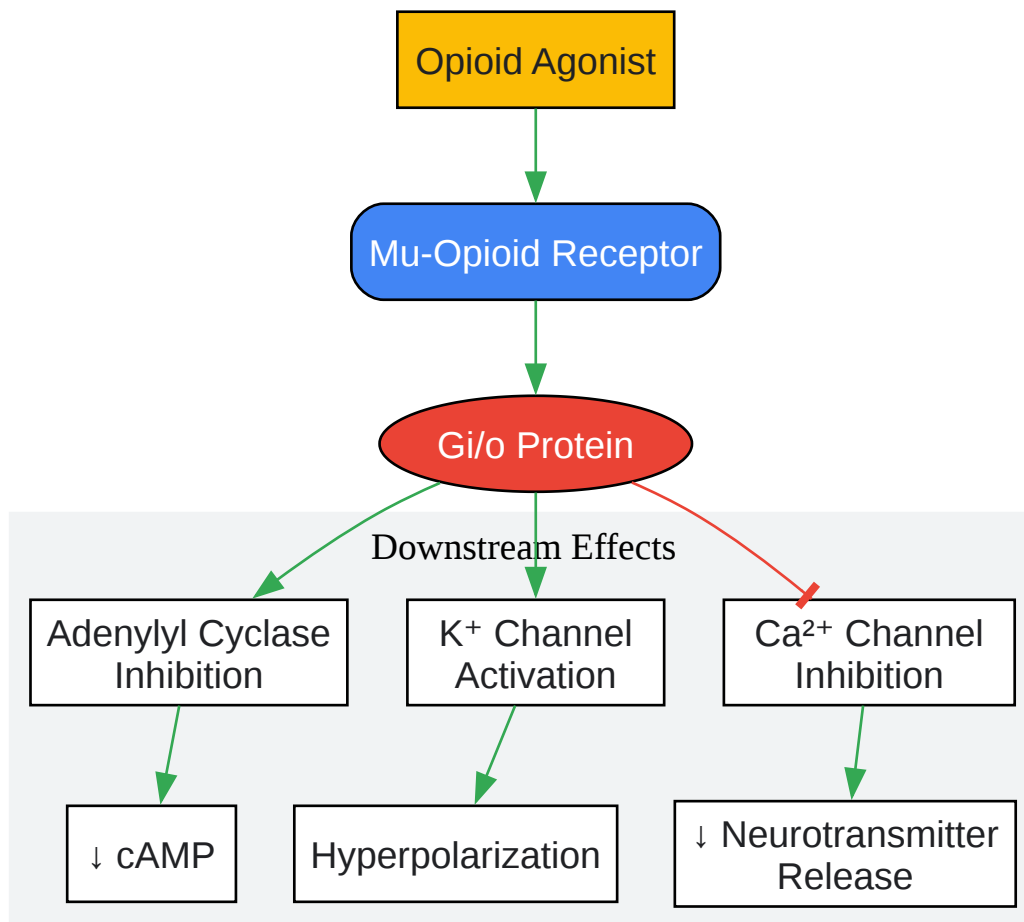 Opioid Agonist
Mu-Opioid Receptor
Gi/o Protein
Downstream Effects
Adenylyl Cyclase
Inhibition
K⁺ Channel
Activation
Ca²⁺ Channel
Inhibition
↓ cAMP
Hyperpolarization
↓ Neurotransmitter
Release